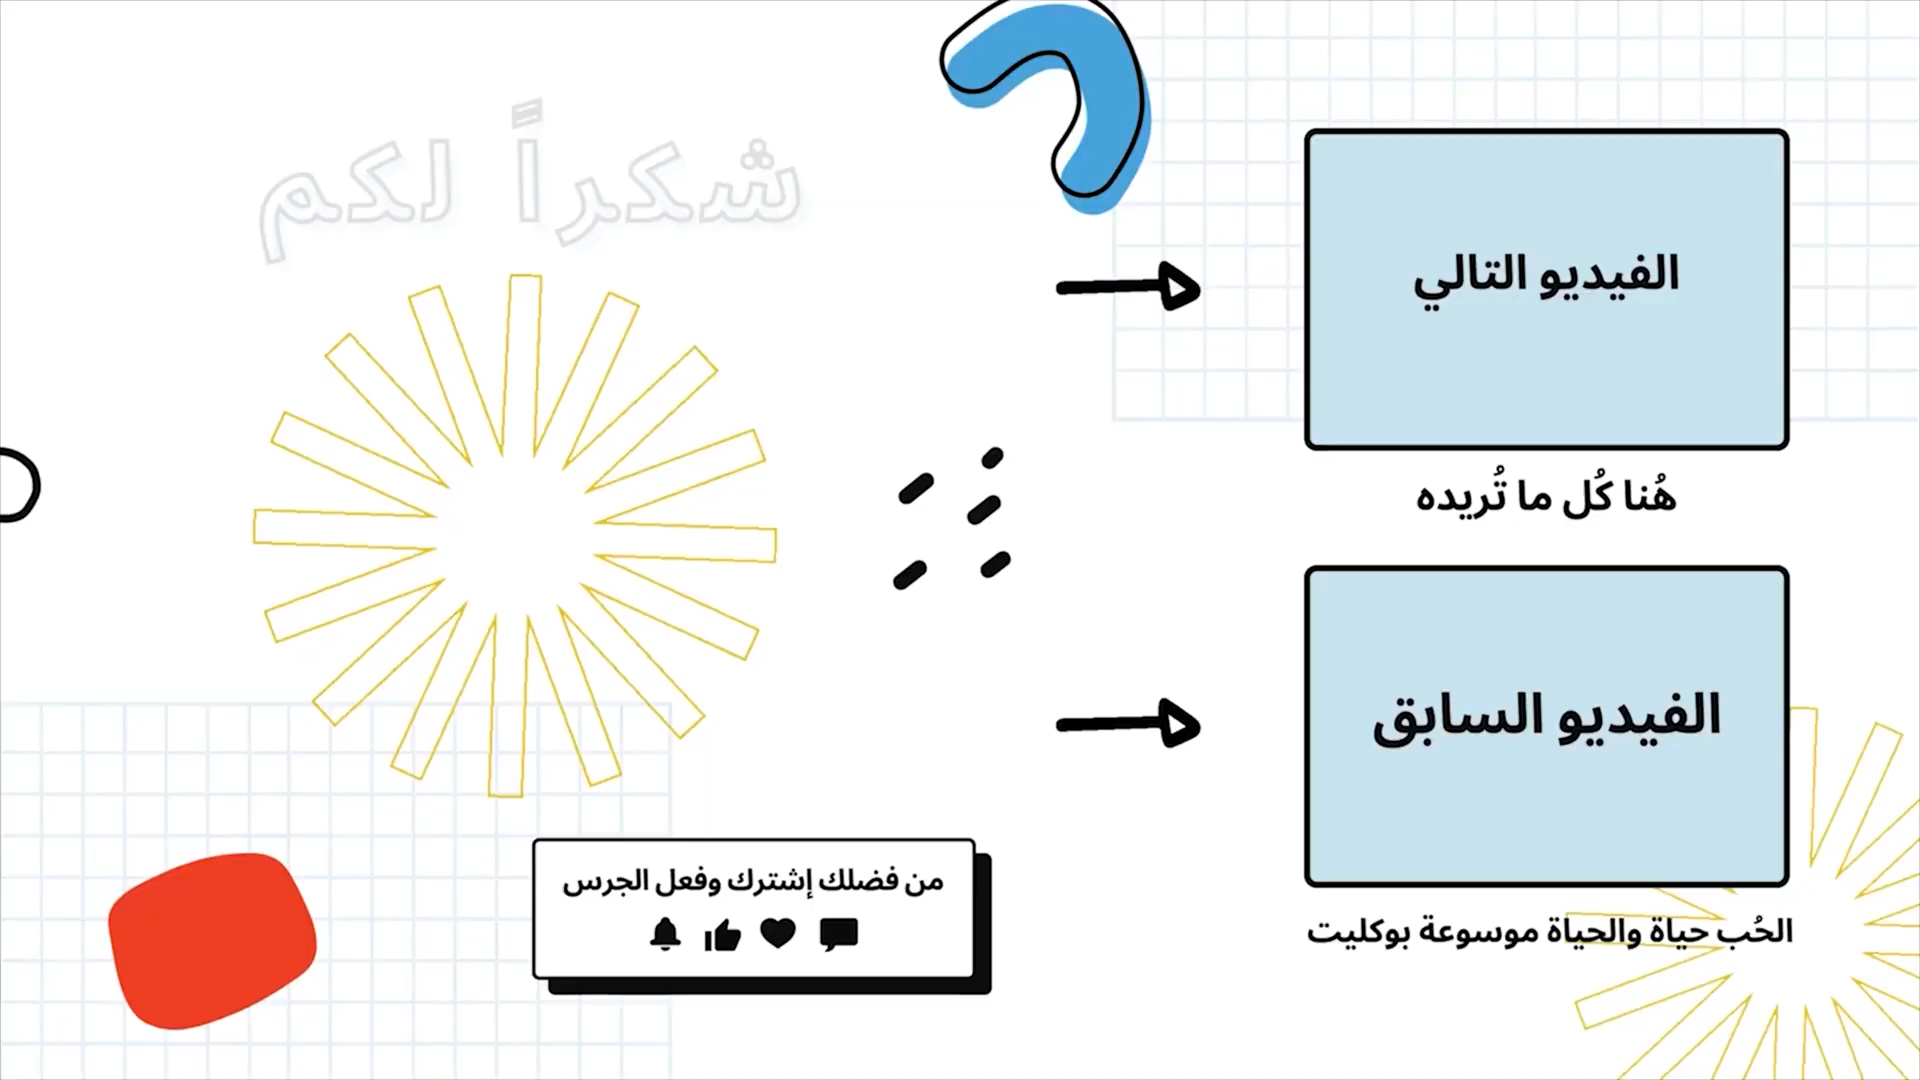 شكراً لكم
الفيديو التالي
هُنا كُل ما تُريده
الفيديو السابق
الحُب حياة والحياة موسوعة بوكليت
من فضلك إشترك وفعل الجرس